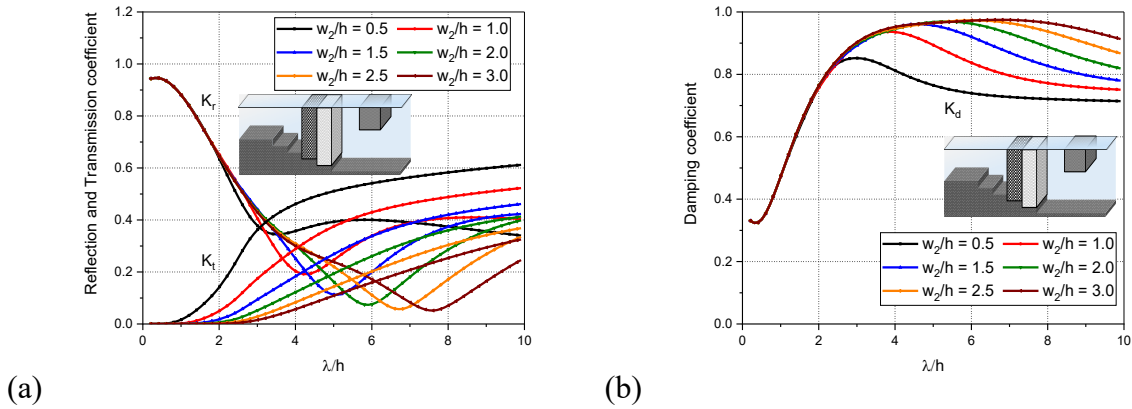 Reflection and Transmission coefficient
1.2
1.0
0.8
0.6
0.4
0.2
0.0
0 2 4 6 8 10
λ/h
w₂/h = 0.5 w₂/h = 1.0
w₂/h = 1.5 w₂/h = 2.0
w₂/h = 2.5 w₂/h = 3.0
Kᵣ
Kₜ
(a)
Damping coefficient
1.0
0.8
0.6
0.4
0.2
0.0
0 2 4 6 8 10
λ/h
K_d
w₂/h = 0.5 w₂/h = 1.0
w₂/h = 1.5 w₂/h = 2.0
w₂/h = 2.5 w₂/h = 3.0
(b)